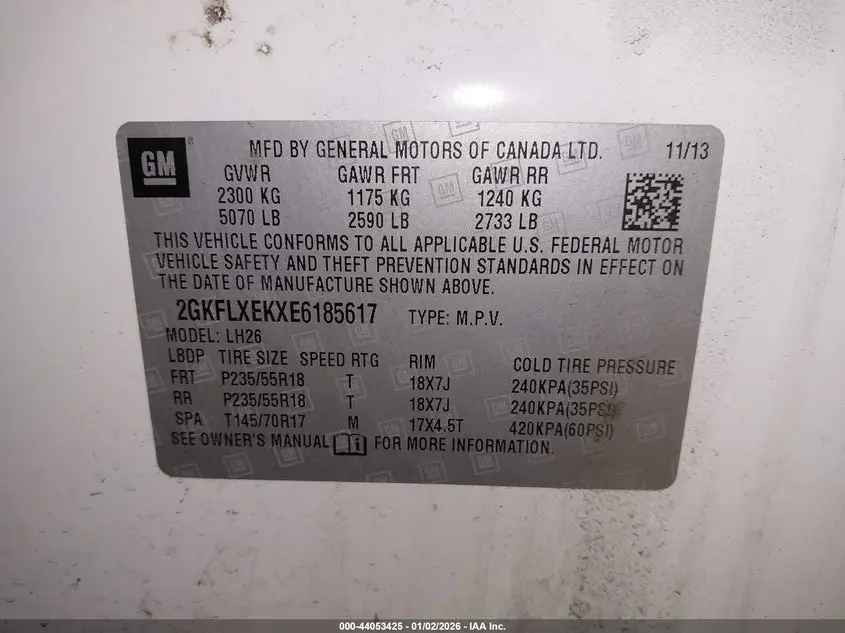 GM
MFD BY GENERAL MOTORS OF CANADA LTD. 11/13
GVWR GAWR FRT GAWR RR
2300 KG 1175 KG 1240 KG
5070 LB 2590 LB 2733 LB
THIS VEHICLE CONFORMS TO ALL APPLICABLE U.S. FEDERAL MOTOR
VEHICLE SAFETY AND THEFT PREVENTION STANDARDS IN EFFECT ON
THE DATE OF MANUFACTURE SHOWN ABOVE.
2GKFLXEKXE6185617 TYPE: M.P.V.
MODEL: LH26
LBDP TIRE SIZE SPEED RTG RIM COLD TIRE PRESSURE
FRT P235/55R18 T 18X7J 240KPA(35PSI)
RR P235/55R18 T 18X7J 240KPA(35PSI)
SPA T145/70R17 M 17X4.5T 420KPA(60PSI)
SEE OWNER'S MANUAL FOR MORE INFORMATION.
000-44053425 - 01/02/2026 - IAA Inc.